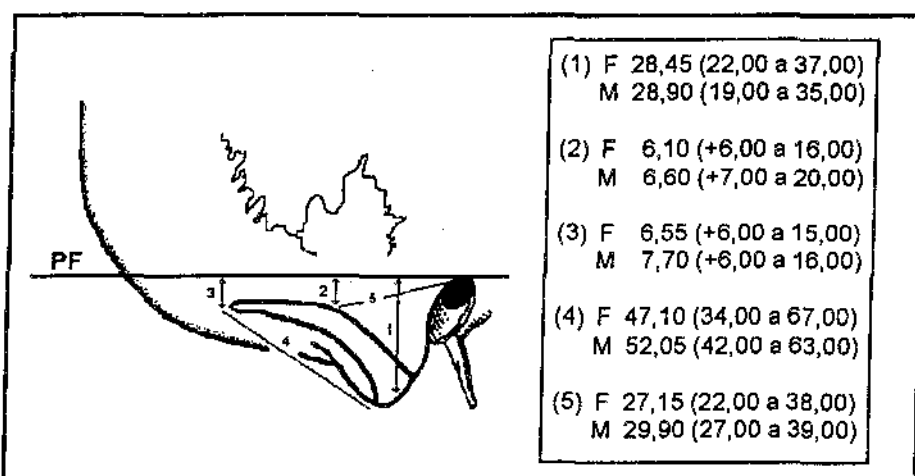 (1) F 28,45 (22,00 a 37,00)
M 28,90 (19,00 a 35,00)
(2) F 6,10 (+6,00 a 16,00)
M 6,60 (+7,00 a 20,00)
(3) F 6,55 (+6,00 a 15,00)
M 7,70 (+6,00 a 16,00)
(4) F 47,10 (34,00 a 67,00)
M 52,05 (42,00 a 63,00)
(5) F 27,15 (22,00 a 38,00)
M 29,90 (27,00 a 39,00)
PF
3
2
5
1
4